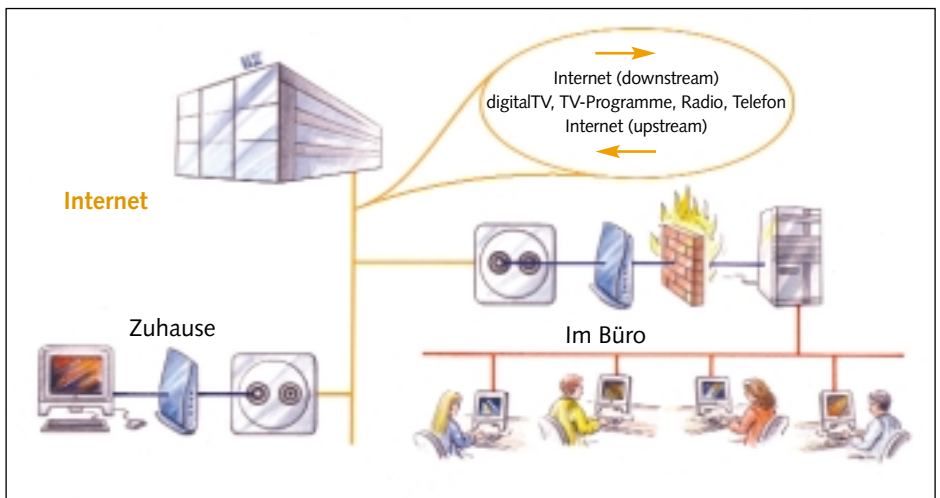 Internet (downstream)
digitalTV, TV-Programme, Radio, Telefon
Internet (upstream)
Internet
Zuhause
Im Büro